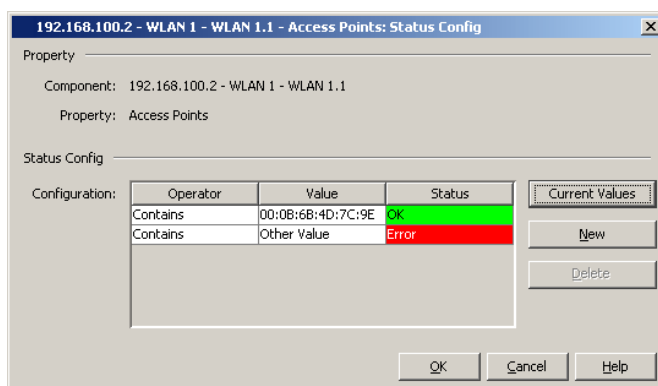 192.168.100.2 - WLAN 1 - WLAN 1.1 - Access Points: Status Config
Property
Component: 192.168.100.2 - WLAN 1 - WLAN 1.1
Property: Access Points
Status Config
Configuration: Operator Value Status Current Values
Contains 00:0B:6B:4D:7C:9E OK
Contains Other Value Error New
Delete
OK Cancel Help